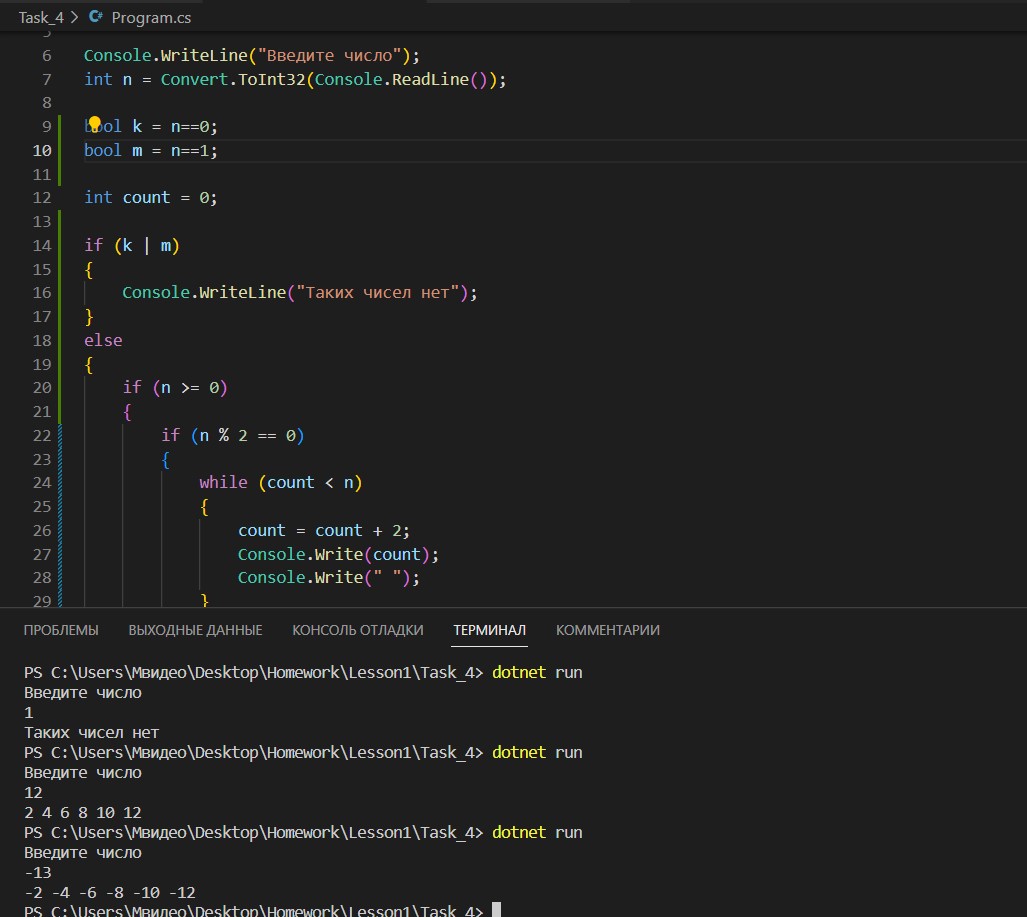 Task_4 > C# Program.cs
5
6 Console.WriteLine("Введите число");
7 int n = Convert.ToInt32(Console.ReadLine());
8
9 bool k = n==0;
10 bool m = n==1;
11
12 int count = 0;
13
14 if (k | m)
15 {
16 Console.WriteLine("Таких чисел нет");
17 }
18 else
19 {
20 if (n >= 0)
21 {
22 if (n % 2 == 0)
23 {
24 while (count < n)
25 {
26 count = count + 2;
27 Console.Write(count);
28 Console.Write(" ");
29 }
ПРОБЛЕМЫ ВЫХОДНЫЕ ДАННЫЕ КОНСОЛЬ ОТЛАДКИ ТЕРМИНАЛ КОММЕНТАРИИ
PS C:\Users\Мвидео\Desktop\Homework\Lesson1\Task_4> dotnet run
Введите число
1
Таких чисел нет
PS C:\Users\Мвидео\Desktop\Homework\Lesson1\Task_4> dotnet run
Введите число
12
2 4 6 8 10 12
PS C:\Users\Мвидео\Desktop\Homework\Lesson1\Task_4> dotnet run
Введите число
-13
-2 -4 -6 -8 -10 -12
PS C:\Users\Мвидео\Desktop\Homework\Lesson1\Task_4>